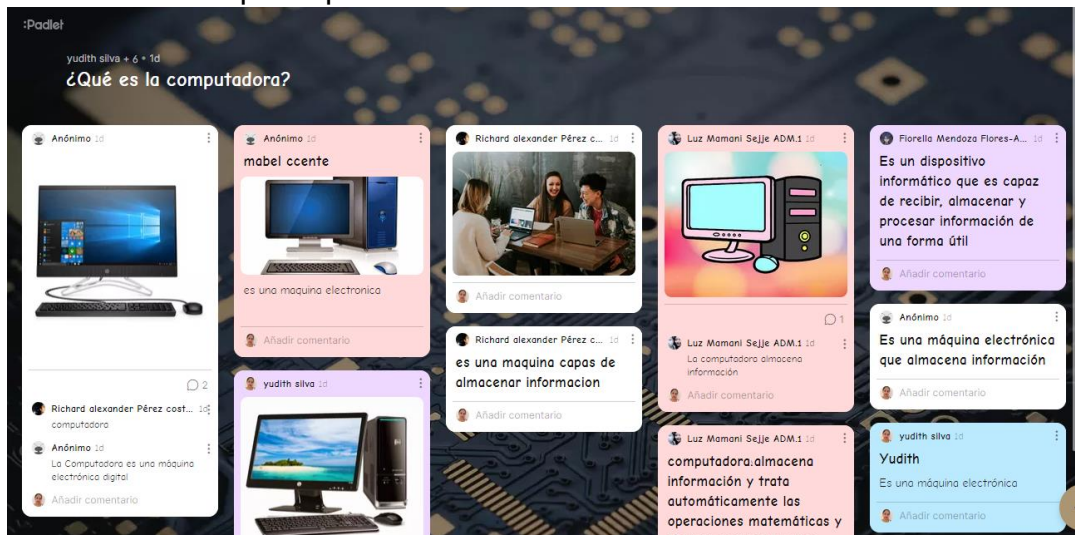 :Padlet
yudith silva + 6 • 1d
¿Qué es la computadora?
Anónimo 1d
2
Richard alexander Pérez cost... 1d
computadora
Anónimo 1d
La Computadora es una máquina
electrónica digital
Añadir comentario
Anónimo 1d
mabel ccente
es una maquina electronica
Añadir comentario
yudith silva 1d
Richard alexander Pérez c... 1d
Añadir comentario
Richard alexander Pérez c... 1d
es una maquina capas de
almacenar informacion
Añadir comentario
Luz Mamani Sejje ADM.1 1d
1
Luz Mamani Sejje ADM.1 1d
La computadora almacena
información
Añadir comentario
Luz Mamani Sejje ADM.1 1d
computadora.almacena
información y trata
automáticamente las
operaciones matemáticas y
Fiorella Mendoza Flores-A... 1d
Es un dispositivo
informático que es capaz
de recibir, almacenar y
procesar información de
una forma útil
Añadir comentario
Anónimo 1d
Es una máquina electrónica
que almacena información
Añadir comentario
yudith silva 1d
Yudith
Es una máquina electrónica
Añadir comentario